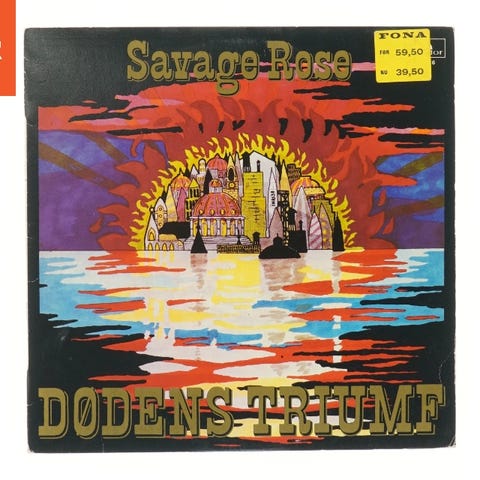 Savage Rose
FONA
FØR 59,50
NU 39,50
DØDENS TRIUMF